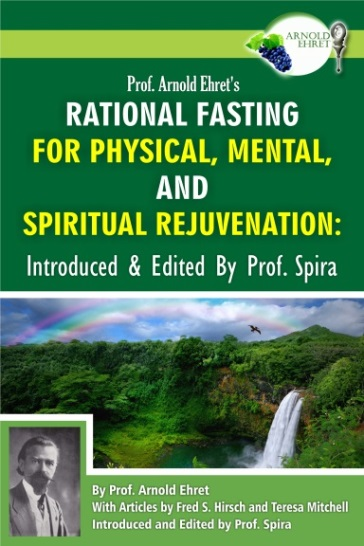 ARNOLD
EHRET
Prof. Arnold Ehret's
RATIONAL FASTING
FOR PHYSICAL, MENTAL,
AND
SPIRITUAL REJUVENATION:
Introduced & Edited By Prof. Spira
By Prof. Arnold Ehret
With Articles by Fred S. Hirsch and Teresa Mitchell
Introduced and Edited by Prof. Spira